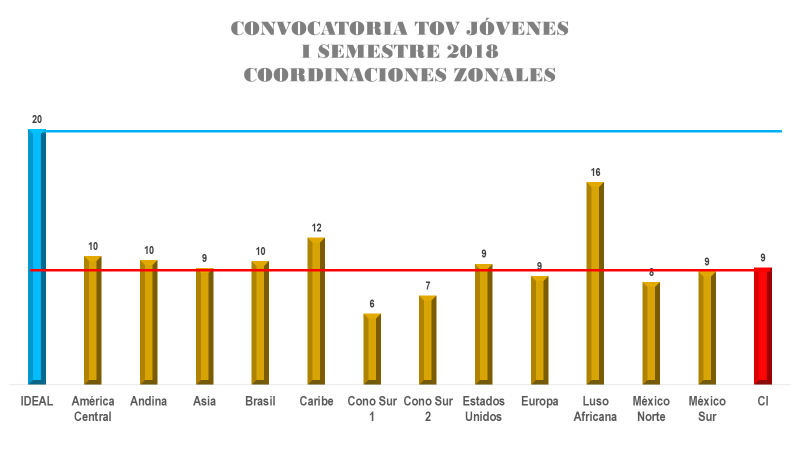 CONVOCATORIA TOV JÓVENES
I SEMESTRE 2018
COORDINACIONES ZONALES
20
10
10
9
10
12
6
7
9
9
16
8
9
9
IDEAL
América
Central
Andina
Asia
Brasil
Caribe
Cono Sur
1
Cono Sur
2
Estados
Unidos
Europa
Luso
Africana
México
Norte
México
Sur
CI